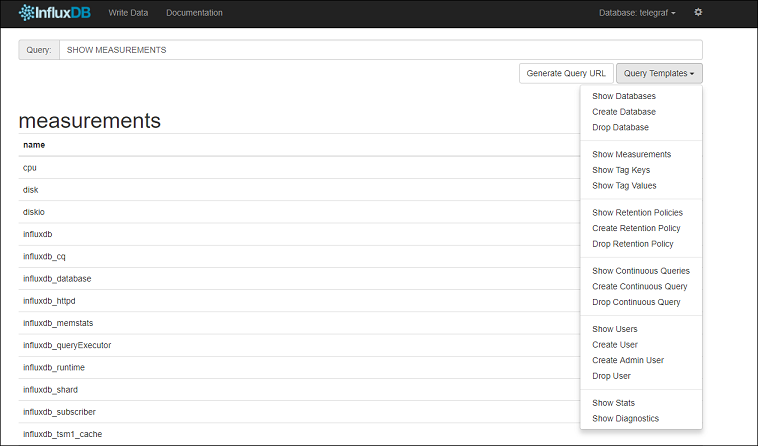 InfluxDB Write Data Documentation Database: telegraf
Query: SHOW MEASUREMENTS
Generate Query URL Query Templates
Show Databases
Create Database
Drop Database
Show Measurements
Show Tag Keys
Show Tag Values
Show Retention Policies
Create Retention Policy
Drop Retention Policy
Show Continuous Queries
Create Continuous Query
Drop Continuous Query
Show Users
Create User
Create Admin User
Drop User
Show Stats
Show Diagnostics
measurements
name
cpu
disk
diskio
influxdb
influxdb_cq
influxdb_database
influxdb_httpd
influxdb_memstats
influxdb_queryExecutor
influxdb_runtime
influxdb_shard
influxdb_subscriber
influxdb_tsm1_cache